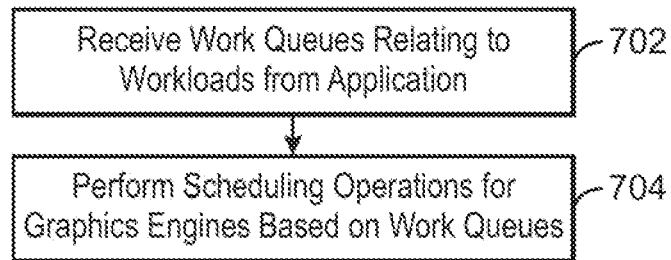 Receive Work Queues Relating to
Workloads from Application
702
Perform Scheduling Operations for
Graphics Engines Based on Work Queues
704